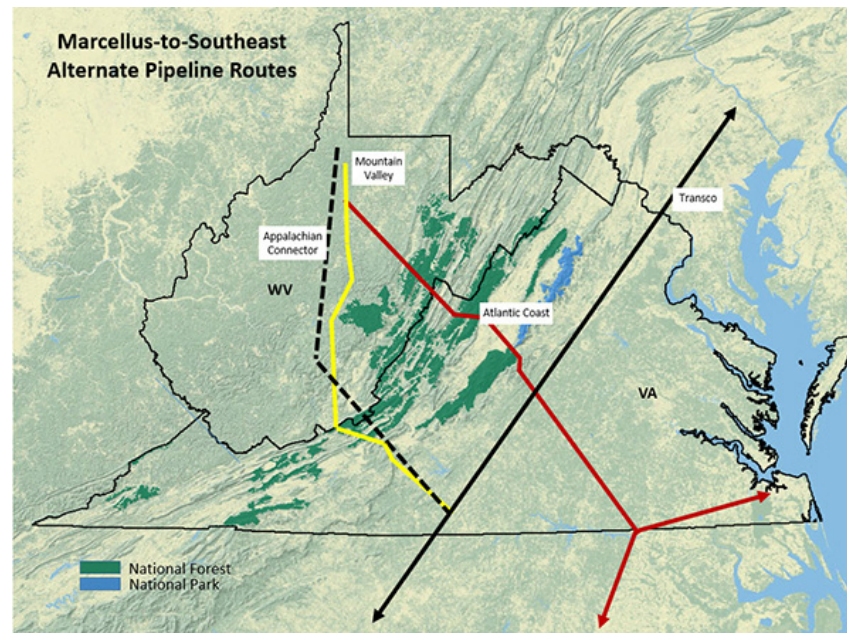 Marcellus-to-Southeast
Alternate Pipeline Routes
Mountain
Valley
Transco
Appalachian
Connector
WV
Atlantic Coast
VA
National Forest
National Park